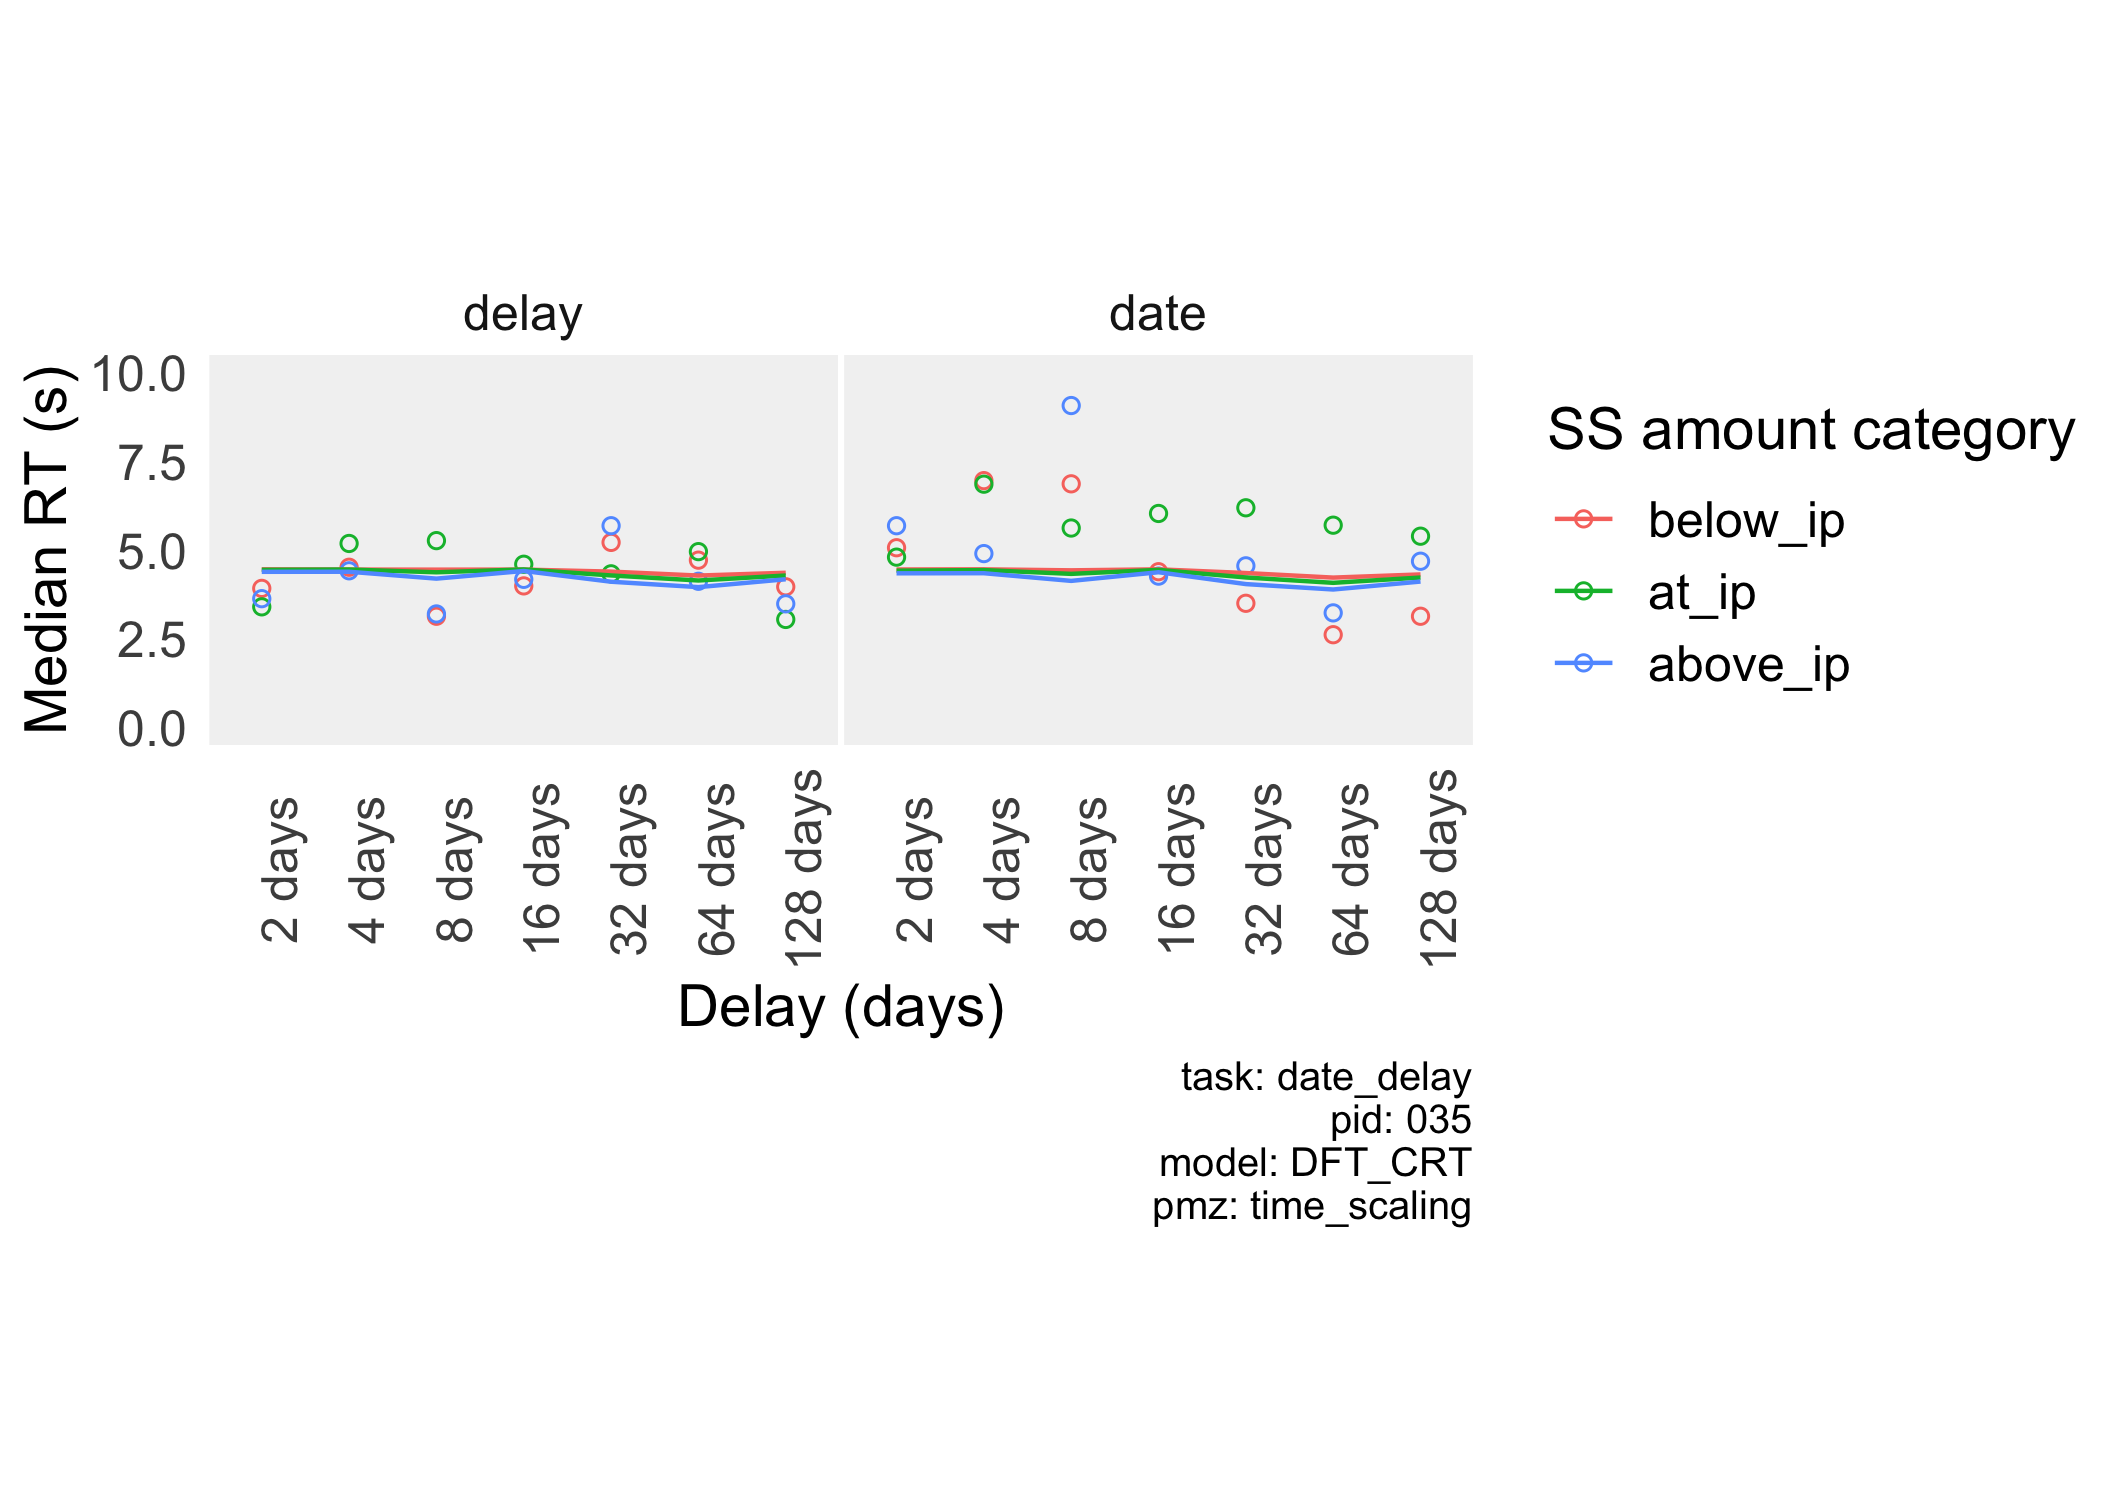 delay
date
Median RT (s)
10.0
7.5
5.0
2.5
0.0
2 days
4 days
8 days
16 days
32 days
64 days
128 days
2 days
4 days
8 days
16 days
32 days
64 days
128 days
Delay (days)
SS amount category
below_ip
at_ip
above_ip
task: date_delay
pid: 035
model: DFT_CRT
pmz: time_scaling